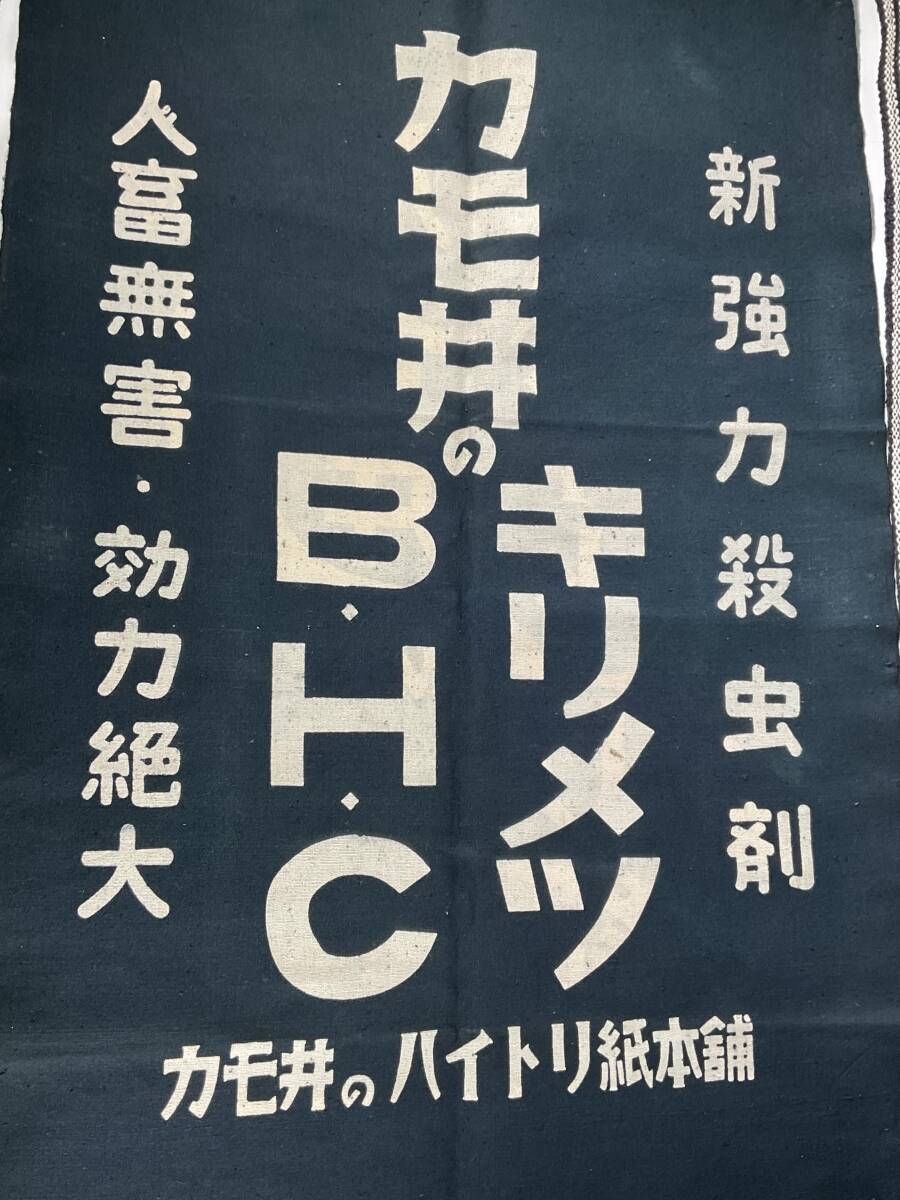 新強力殺虫剤
カモ井の
キリメツ
B・H・C
人畜無害・効力絶大
カモ井のハイトリ紙本舗